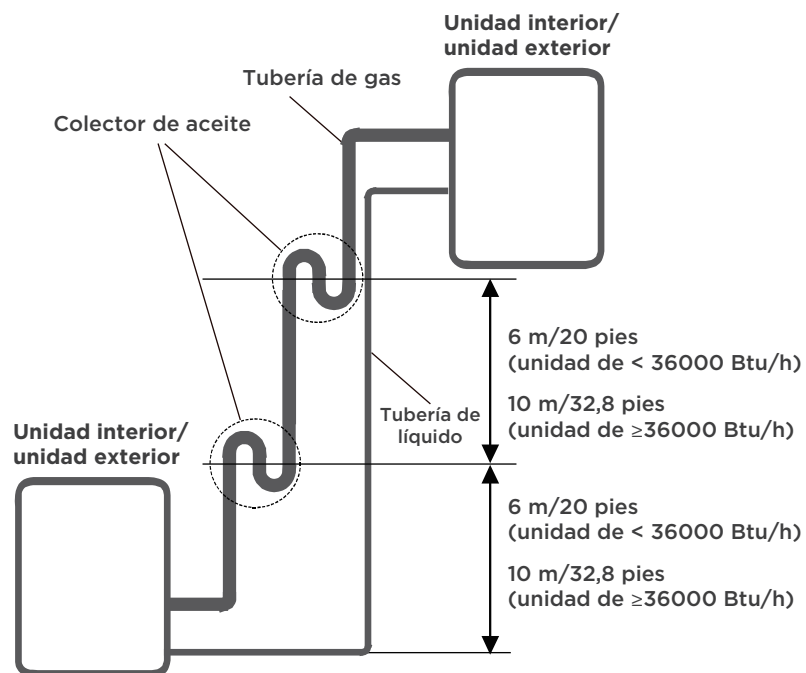 Unidad interior/
unidad exterior
Tubería de gas
Colector de aceite
6 m/20 pies
(unidad de < 36000 Btu/h)
10 m/32,8 pies
(unidad de ≥36000 Btu/h)
Tubería de
líquido
Unidad interior/
unidad exterior
6 m/20 pies
(unidad de < 36000 Btu/h)
10 m/32,8 pies
(unidad de ≥36000 Btu/h)